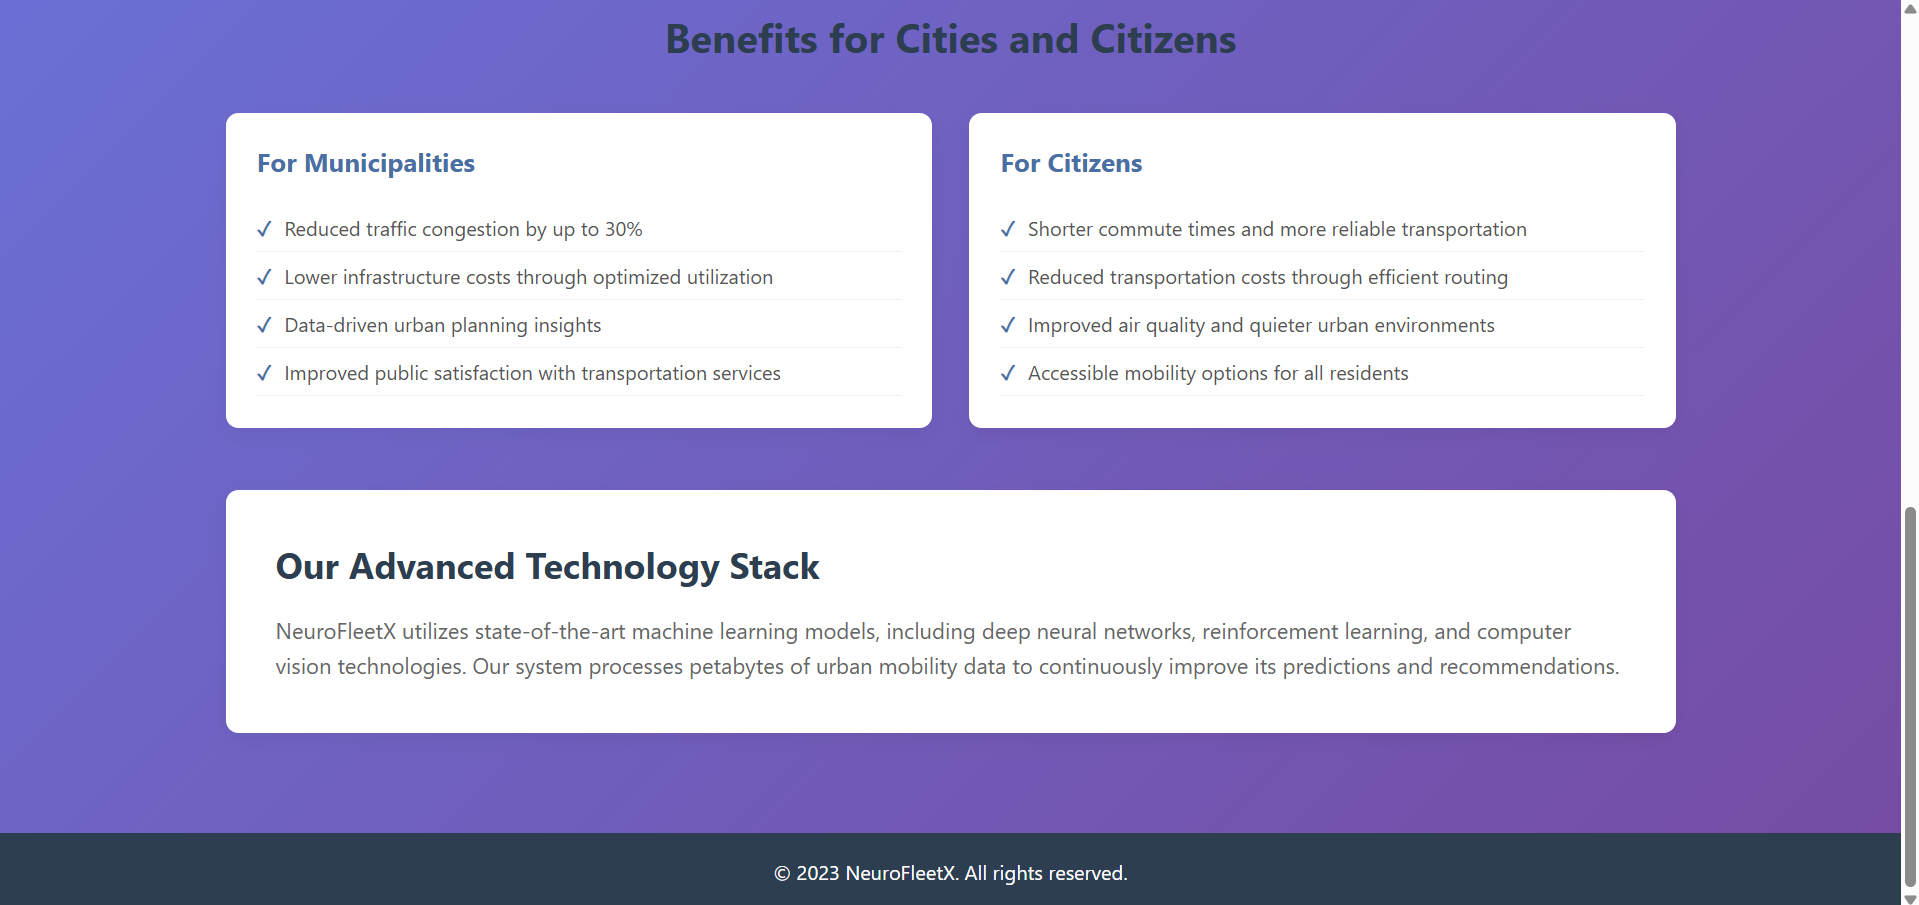 Benefits for Cities and Citizens
For Municipalities
✓ Reduced traffic congestion by up to 30%
✓ Lower infrastructure costs through optimized utilization
✓ Data-driven urban planning insights
✓ Improved public satisfaction with transportation services
For Citizens
✓ Shorter commute times and more reliable transportation
✓ Reduced transportation costs through efficient routing
✓ Improved air quality and quieter urban environments
✓ Accessible mobility options for all residents
Our Advanced Technology Stack
NeuroFleetX utilizes state-of-the-art machine learning models, including deep neural networks, reinforcement learning, and computer
vision technologies. Our system processes petabytes of urban mobility data to continuously improve its predictions and recommendations.
© 2023 NeuroFleetX. All rights reserved.